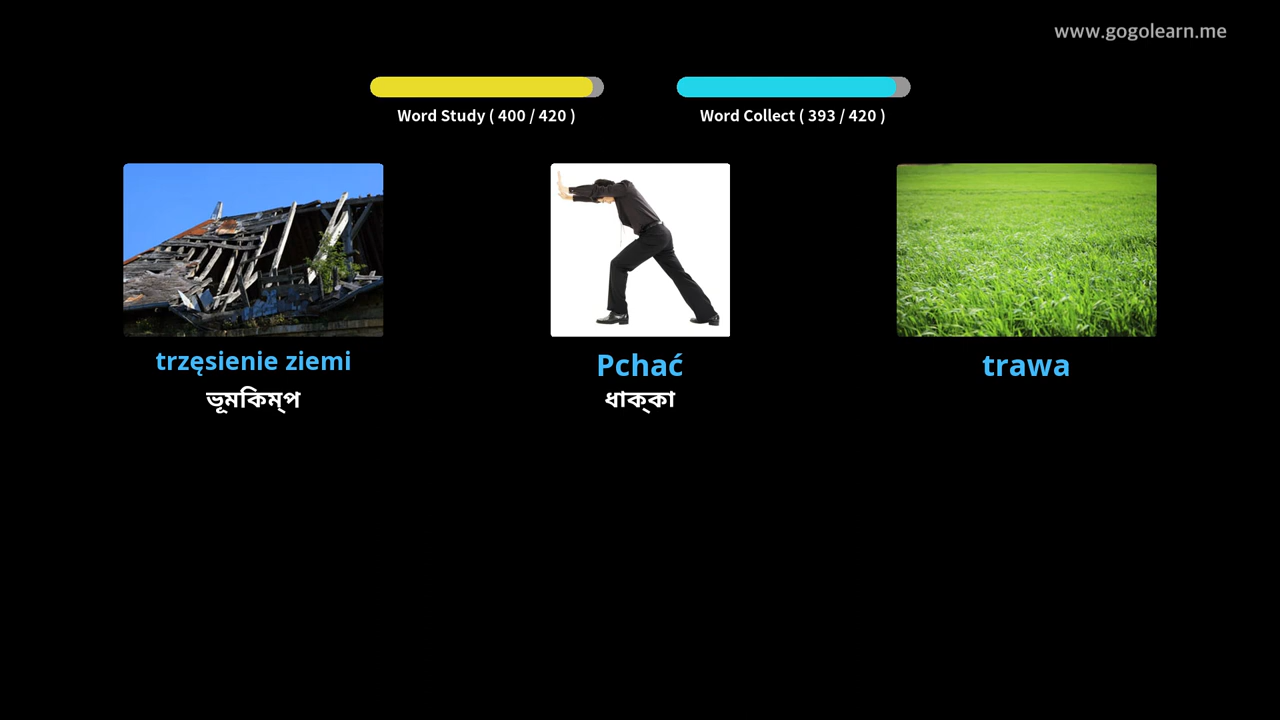 www.gogolearn.me
Word Study ( 400 / 420 )
Word Collect ( 393 / 420 )
trzęsienie ziemi
Pchać
trawa
ভূমিকম্প
ধাক্কা